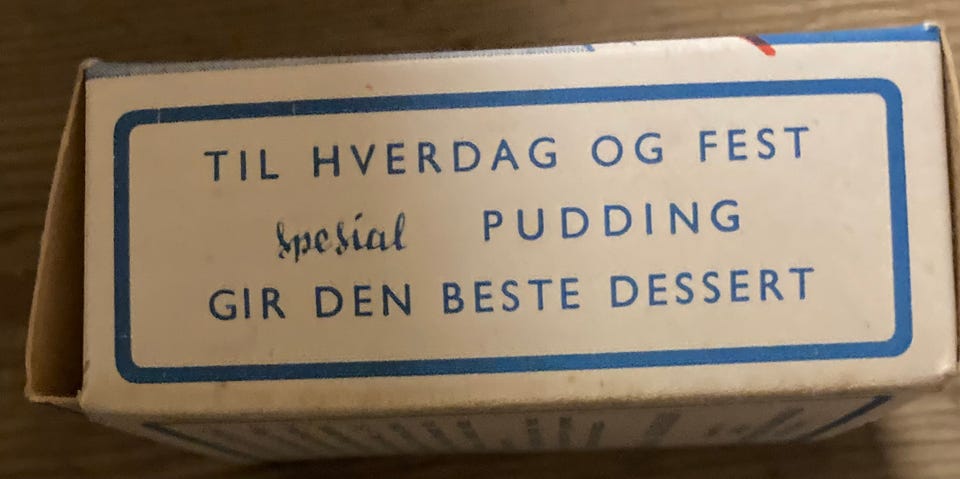 TIL HVERDAG OG FEST
spesial PUDDING
GIR DEN BESTE DESSERT